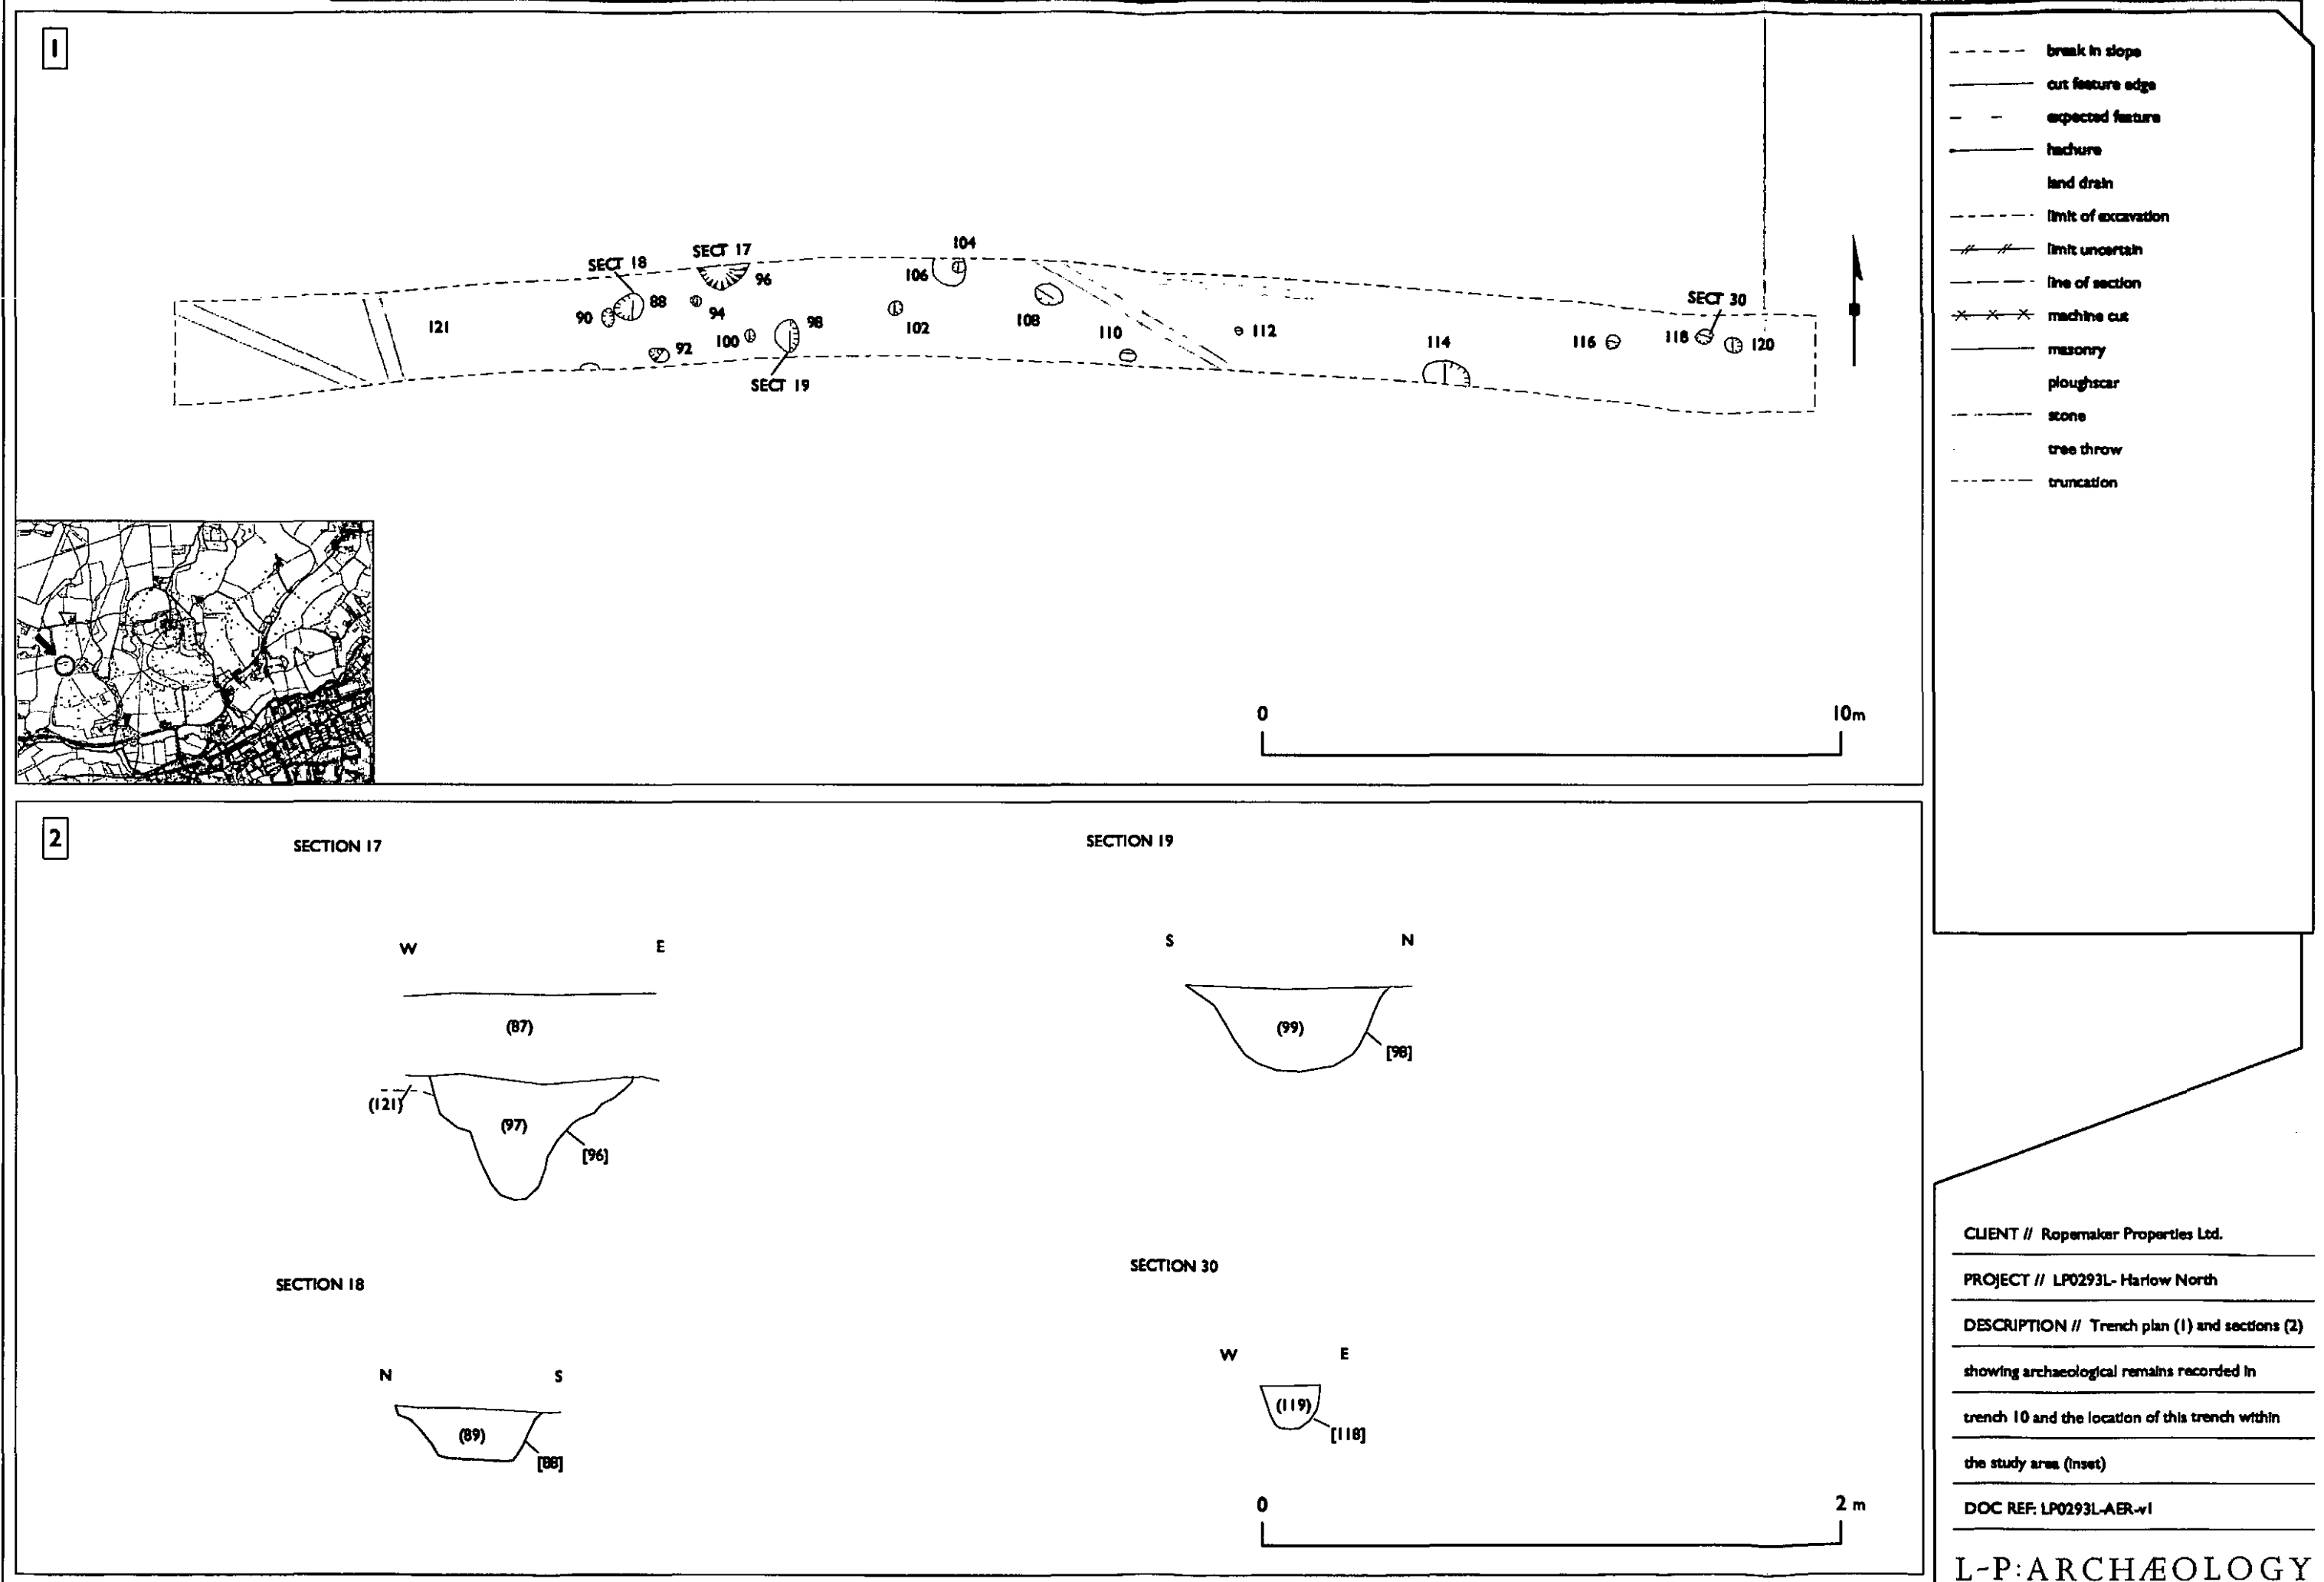 1
SECT 18
SECT 17
104
96
106
88
90
94
121
98
100
102
108
110
112
92
SECT 19
114
116
118
SECT 30
120
0 10m
break in slope
cut feature edge
expected feature
hachure
land drain
limit of excavation
limit uncertain
line of section
machine cut
masonry
ploughscar
stone
tree throw
truncation
2
SECTION 17
W E
(87)
(121)
(97)
[96]
SECTION 19
S N
(99)
[98]
SECTION 18
N S
(89)
[88]
SECTION 30
W E
(119)
[118]
0 2 m
CLIENT // Ropemaker Properties Ltd.
PROJECT // LP0293L- Harlow North
DESCRIPTION // Trench plan (1) and sections (2)
showing archaeological remains recorded in
trench 10 and the location of this trench within
the study area (inset)
DOC REF: LP0293L-AER-v1
L-P:ARCHÆOLOGY